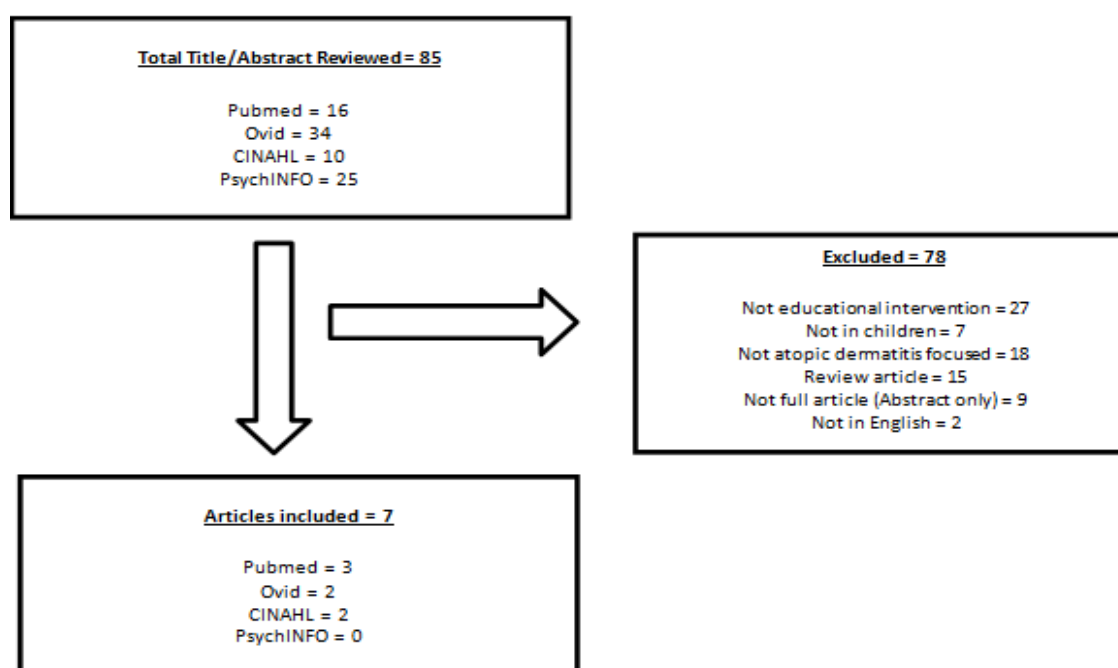 Total Title/Abstract Reviewed = 85
Pubmed = 16
Ovid = 34
CINAHL = 10
PsychINFO = 25
Excluded = 78
Not educational intervention = 27
Not in children = 7
Not atopic dermatitis focused = 18
Review article = 15
Not full article (Abstract only) = 9
Not in English = 2
Articles included = 7
Pubmed = 3
Ovid = 2
CINAHL = 2
PsychINFO = 0